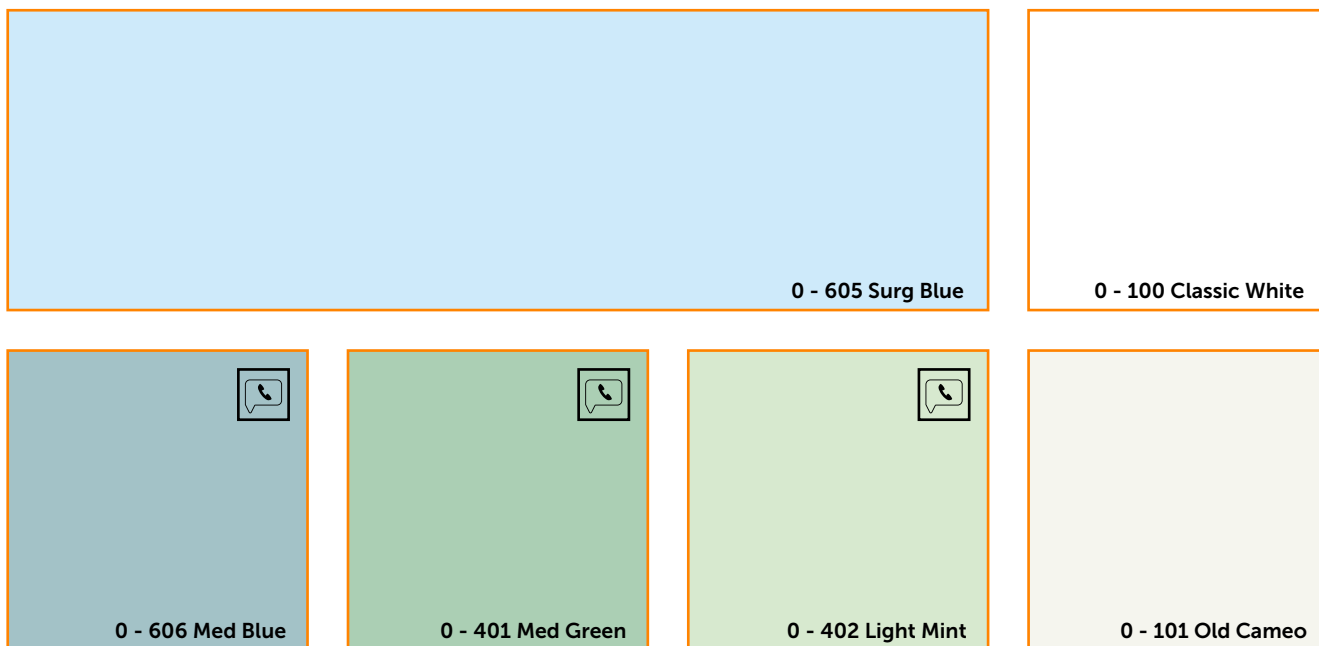 0 - 605 Surg Blue
0 - 100 Classic White
0 - 606 Med Blue
0 - 401 Med Green
0 - 402 Light Mint
0 - 101 Old Cameo